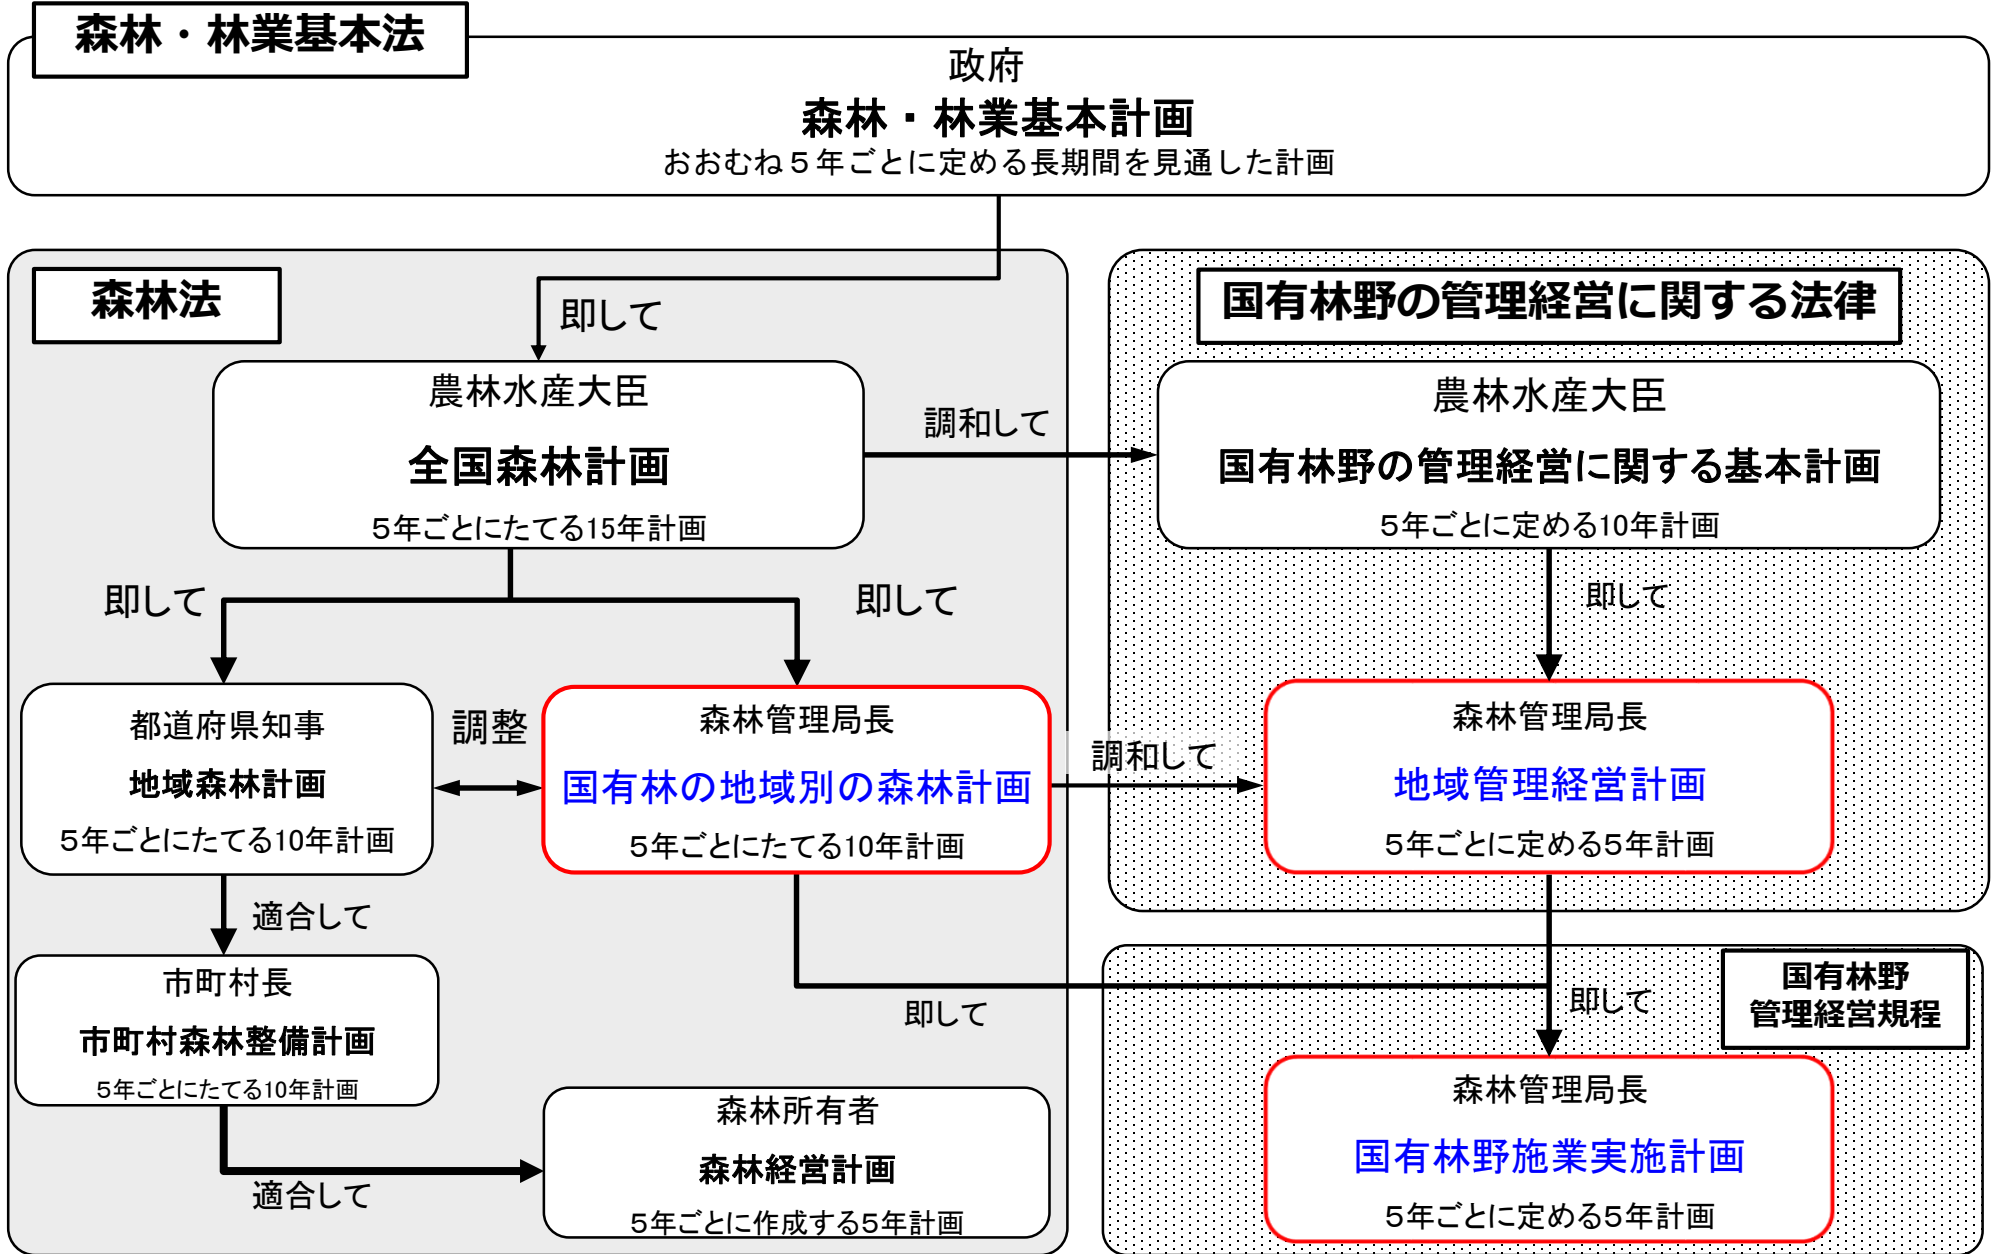 森林・林業基本法
政府
森林・林業基本計画
おおむね５年ごとに定める長期間を見通した計画
森林法
即して
農林水産大臣
全国森林計画
５年ごとにたてる15年計画
調和して
国有林野の管理経営に関する法律
農林水産大臣
国有林野の管理経営に関する基本計画
５年ごとに定める10年計画
即して
即して
即して
都道府県知事
地域森林計画
５年ごとにたてる10年計画
調整
森林管理局長
国有林の地域別の森林計画
５年ごとにたてる10年計画
調和して
森林管理局長
地域管理経営計画
５年ごとに定める５年計画
適合して
市町村長
市町村森林整備計画
５年ごとにたてる10年計画
即して
即して
国有林野
管理経営規程
適合して
森林所有者
森林経営計画
５年ごとに作成する５年計画
森林管理局長
国有林野施業実施計画
５年ごとに定める５年計画